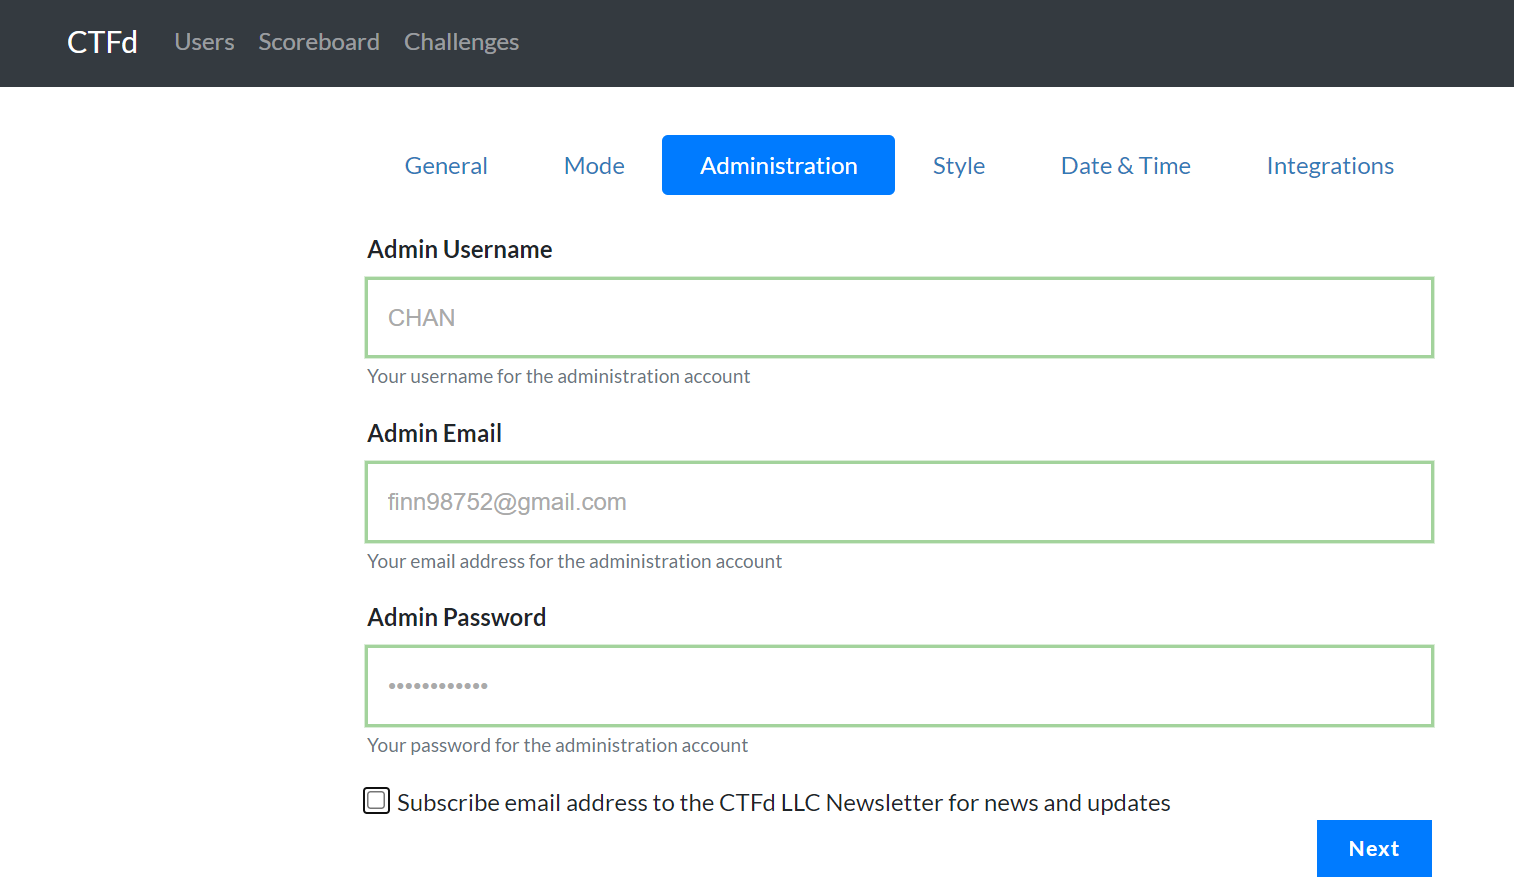 CTFd Users Scoreboard Challenges
General Mode Administration Style Date & Time Integrations
Admin Username
CHAN
Your username for the administration account
Admin Email
finn98752@gmail.com
Your email address for the administration account
Admin Password
••••••••••••
Your password for the administration account
Subscribe email address to the CTFd LLC Newsletter for news and updates
Next